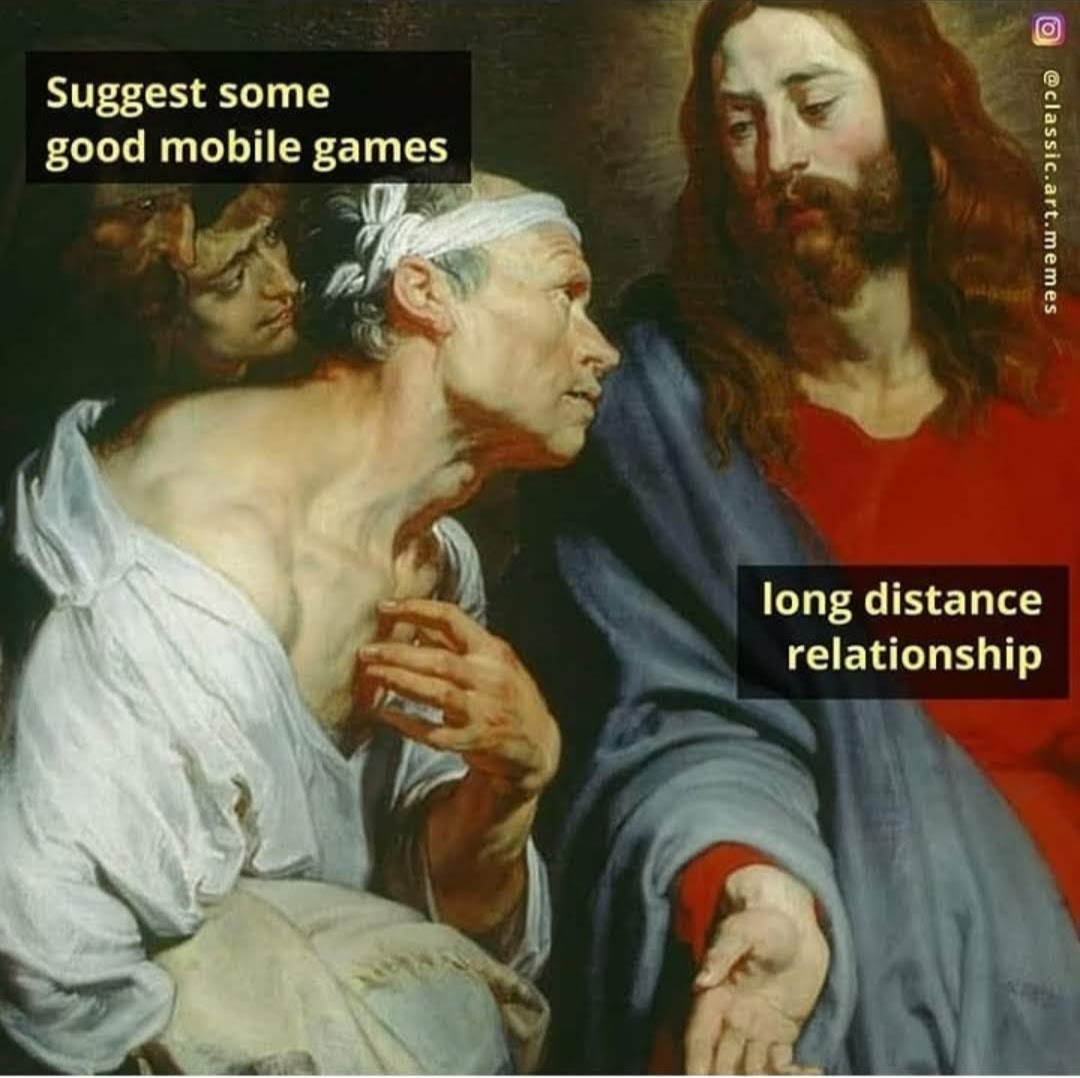 Suggest some
good mobile games
@classic.art.memes
long distance
relationship